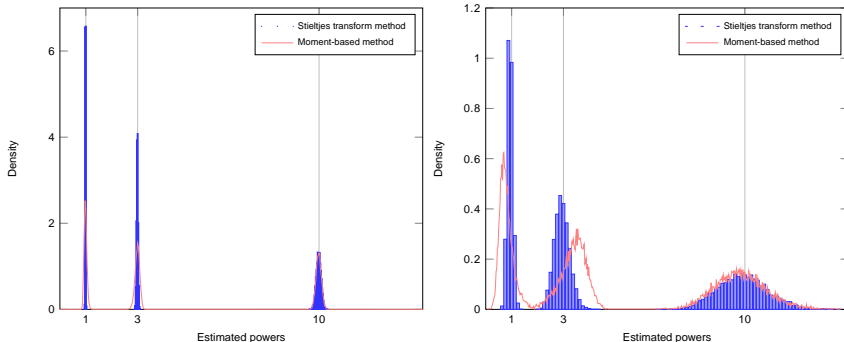 Stieltjes transform method
Moment-based method
6
4
2
0
Density
1
3
10
Estimated powers
Stieltjes transform method
Moment-based method
1.2
1
0.8
0.6
0.4
0.2
0
Density
1
3
10
Estimated powers